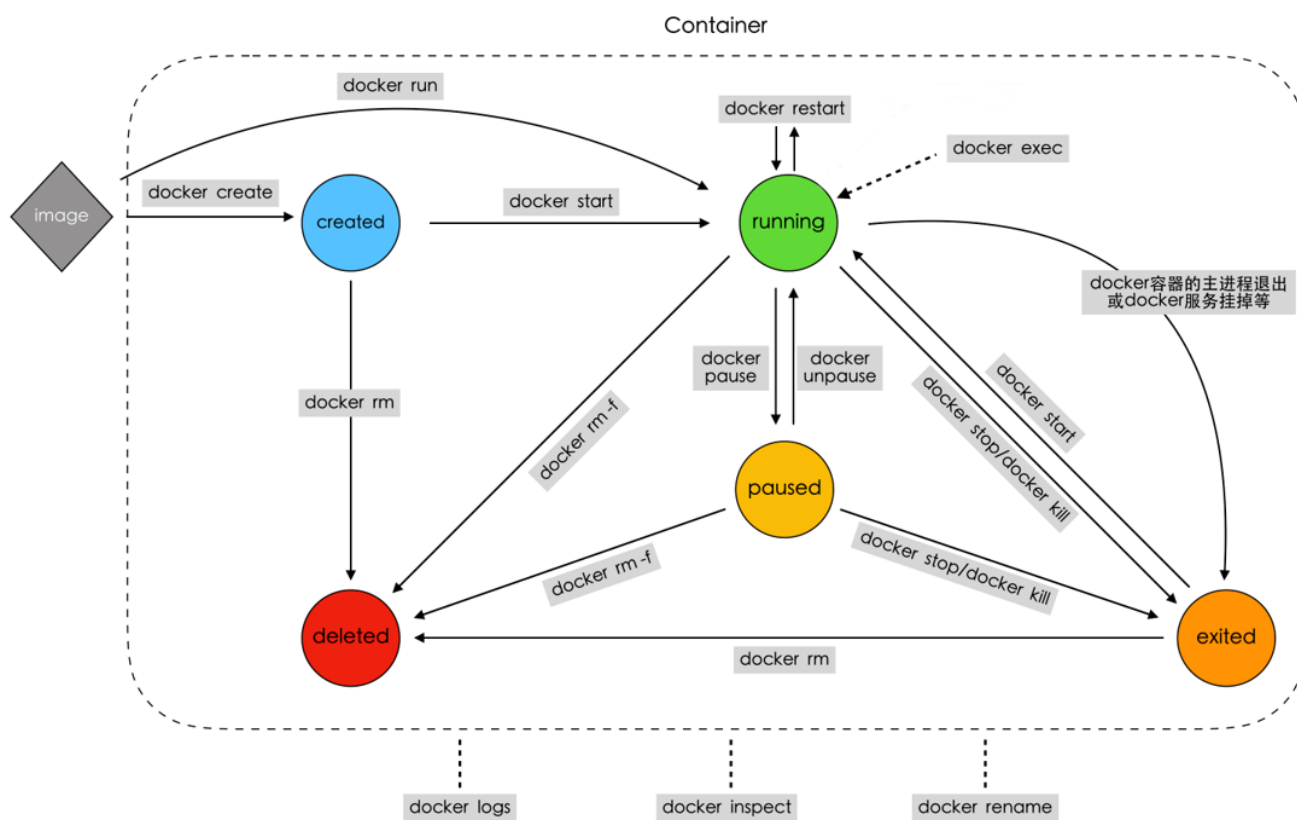 Container
docker run
docker restart
docker exec
image
docker create
created
docker start
running
docker容器的主进程退出
或docker服务挂掉等
docker
pause
docker
unpause
docker rm
docker rm -f
docker stop/docker kill
docker start
paused
docker rm -f
docker stop/docker kill
deleted
docker rm
exited
docker logs
docker inspect
docker rename